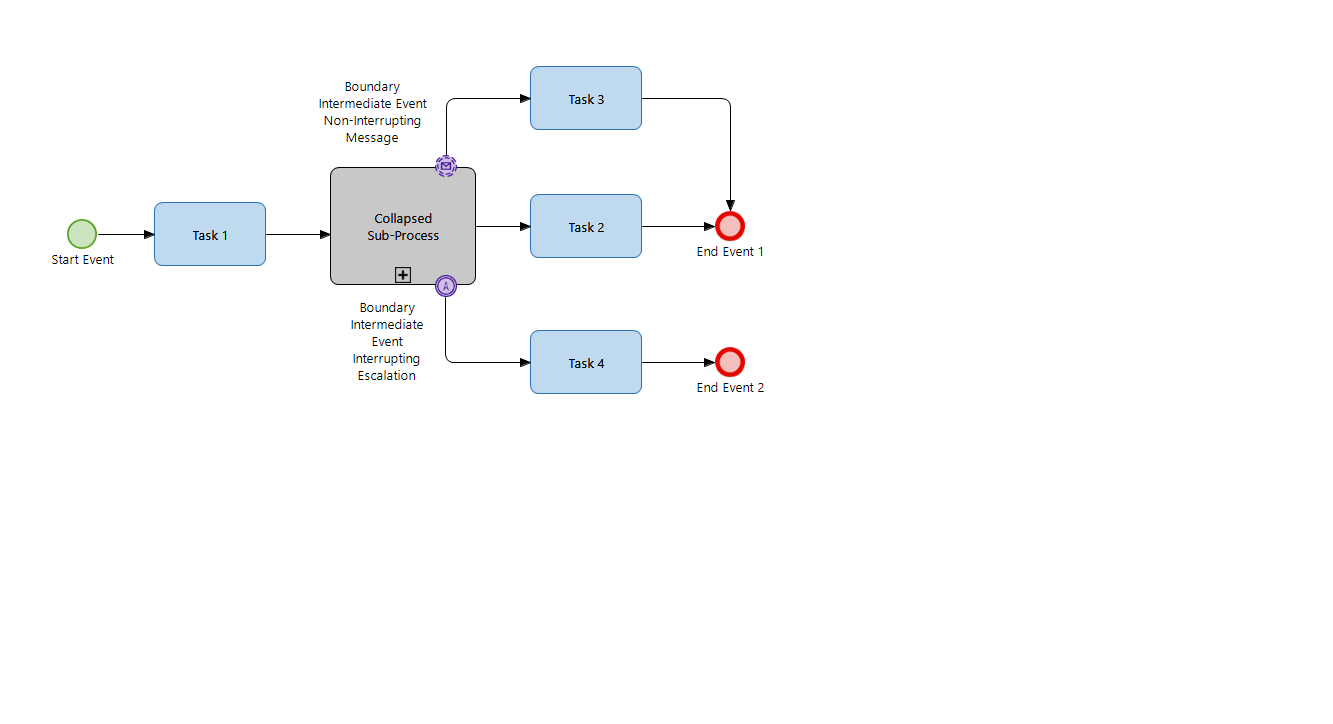 Boundary
Intermediate Event
Non-Interrupting
Message
Task 3
Collapsed
Sub-Process
Task 2
Task 1
End Event 1
Start Event
Boundary
Intermediate
Event
Interrupting
Escalation
Task 4
End Event 2